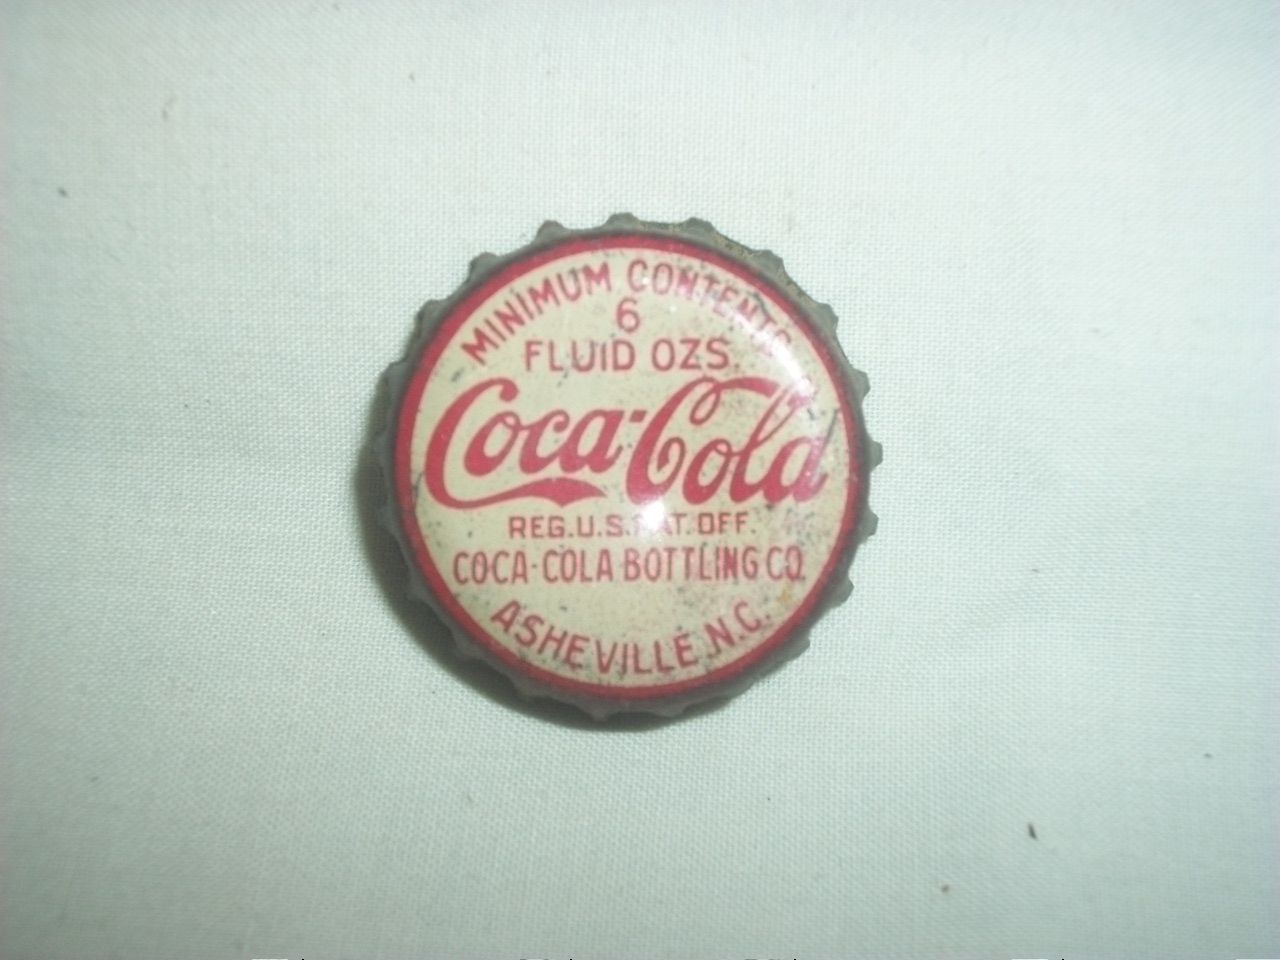 MINIMUM CONTENTS
6
FLUID OZS.
Coca-Cola
REG. U.S. PAT. OFF.
COCA-COLA BOTTLING CO.
ASHEVILLE N.C.